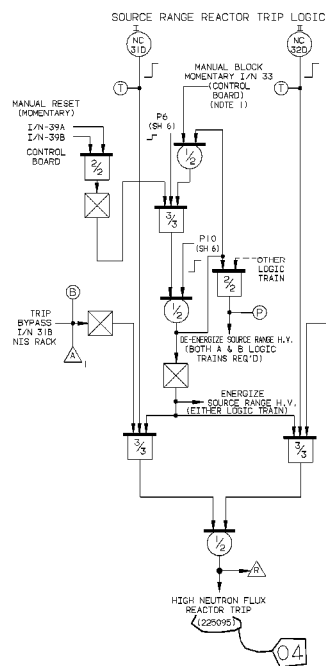 SOURCE RANGE REACTOR TRIP LOGIC
I
II
NC
31D
NC
32D
T
T
MANUAL BLOCK
MOMENTARY I/N 33
(CONTROL
BOARD)
(NOTE 1)
MANUAL RESET
(MOMENTARY)
I/N-39A
I/N-39B
CONTROL
BOARD
P6
(SH 6)
1/2
2/2
3/3
P10
(SH 6)
OTHER
LOGIC
TRAIN
2/2
1/2
B
P
TRIP
BYPASS
I/N 31B
NIS RACK
A
1
DE-ENERGIZE SOURCE RANGE H.V.
(BOTH A & B LOGIC
TRAINS REQ'D)
ENERGIZE
SOURCE RANGE H.V.
(EITHER LOGIC TRAIN)
3/3
3/3
1/2
R
HIGH NEUTRON FLUX
REACTOR TRIP
(225095)
04